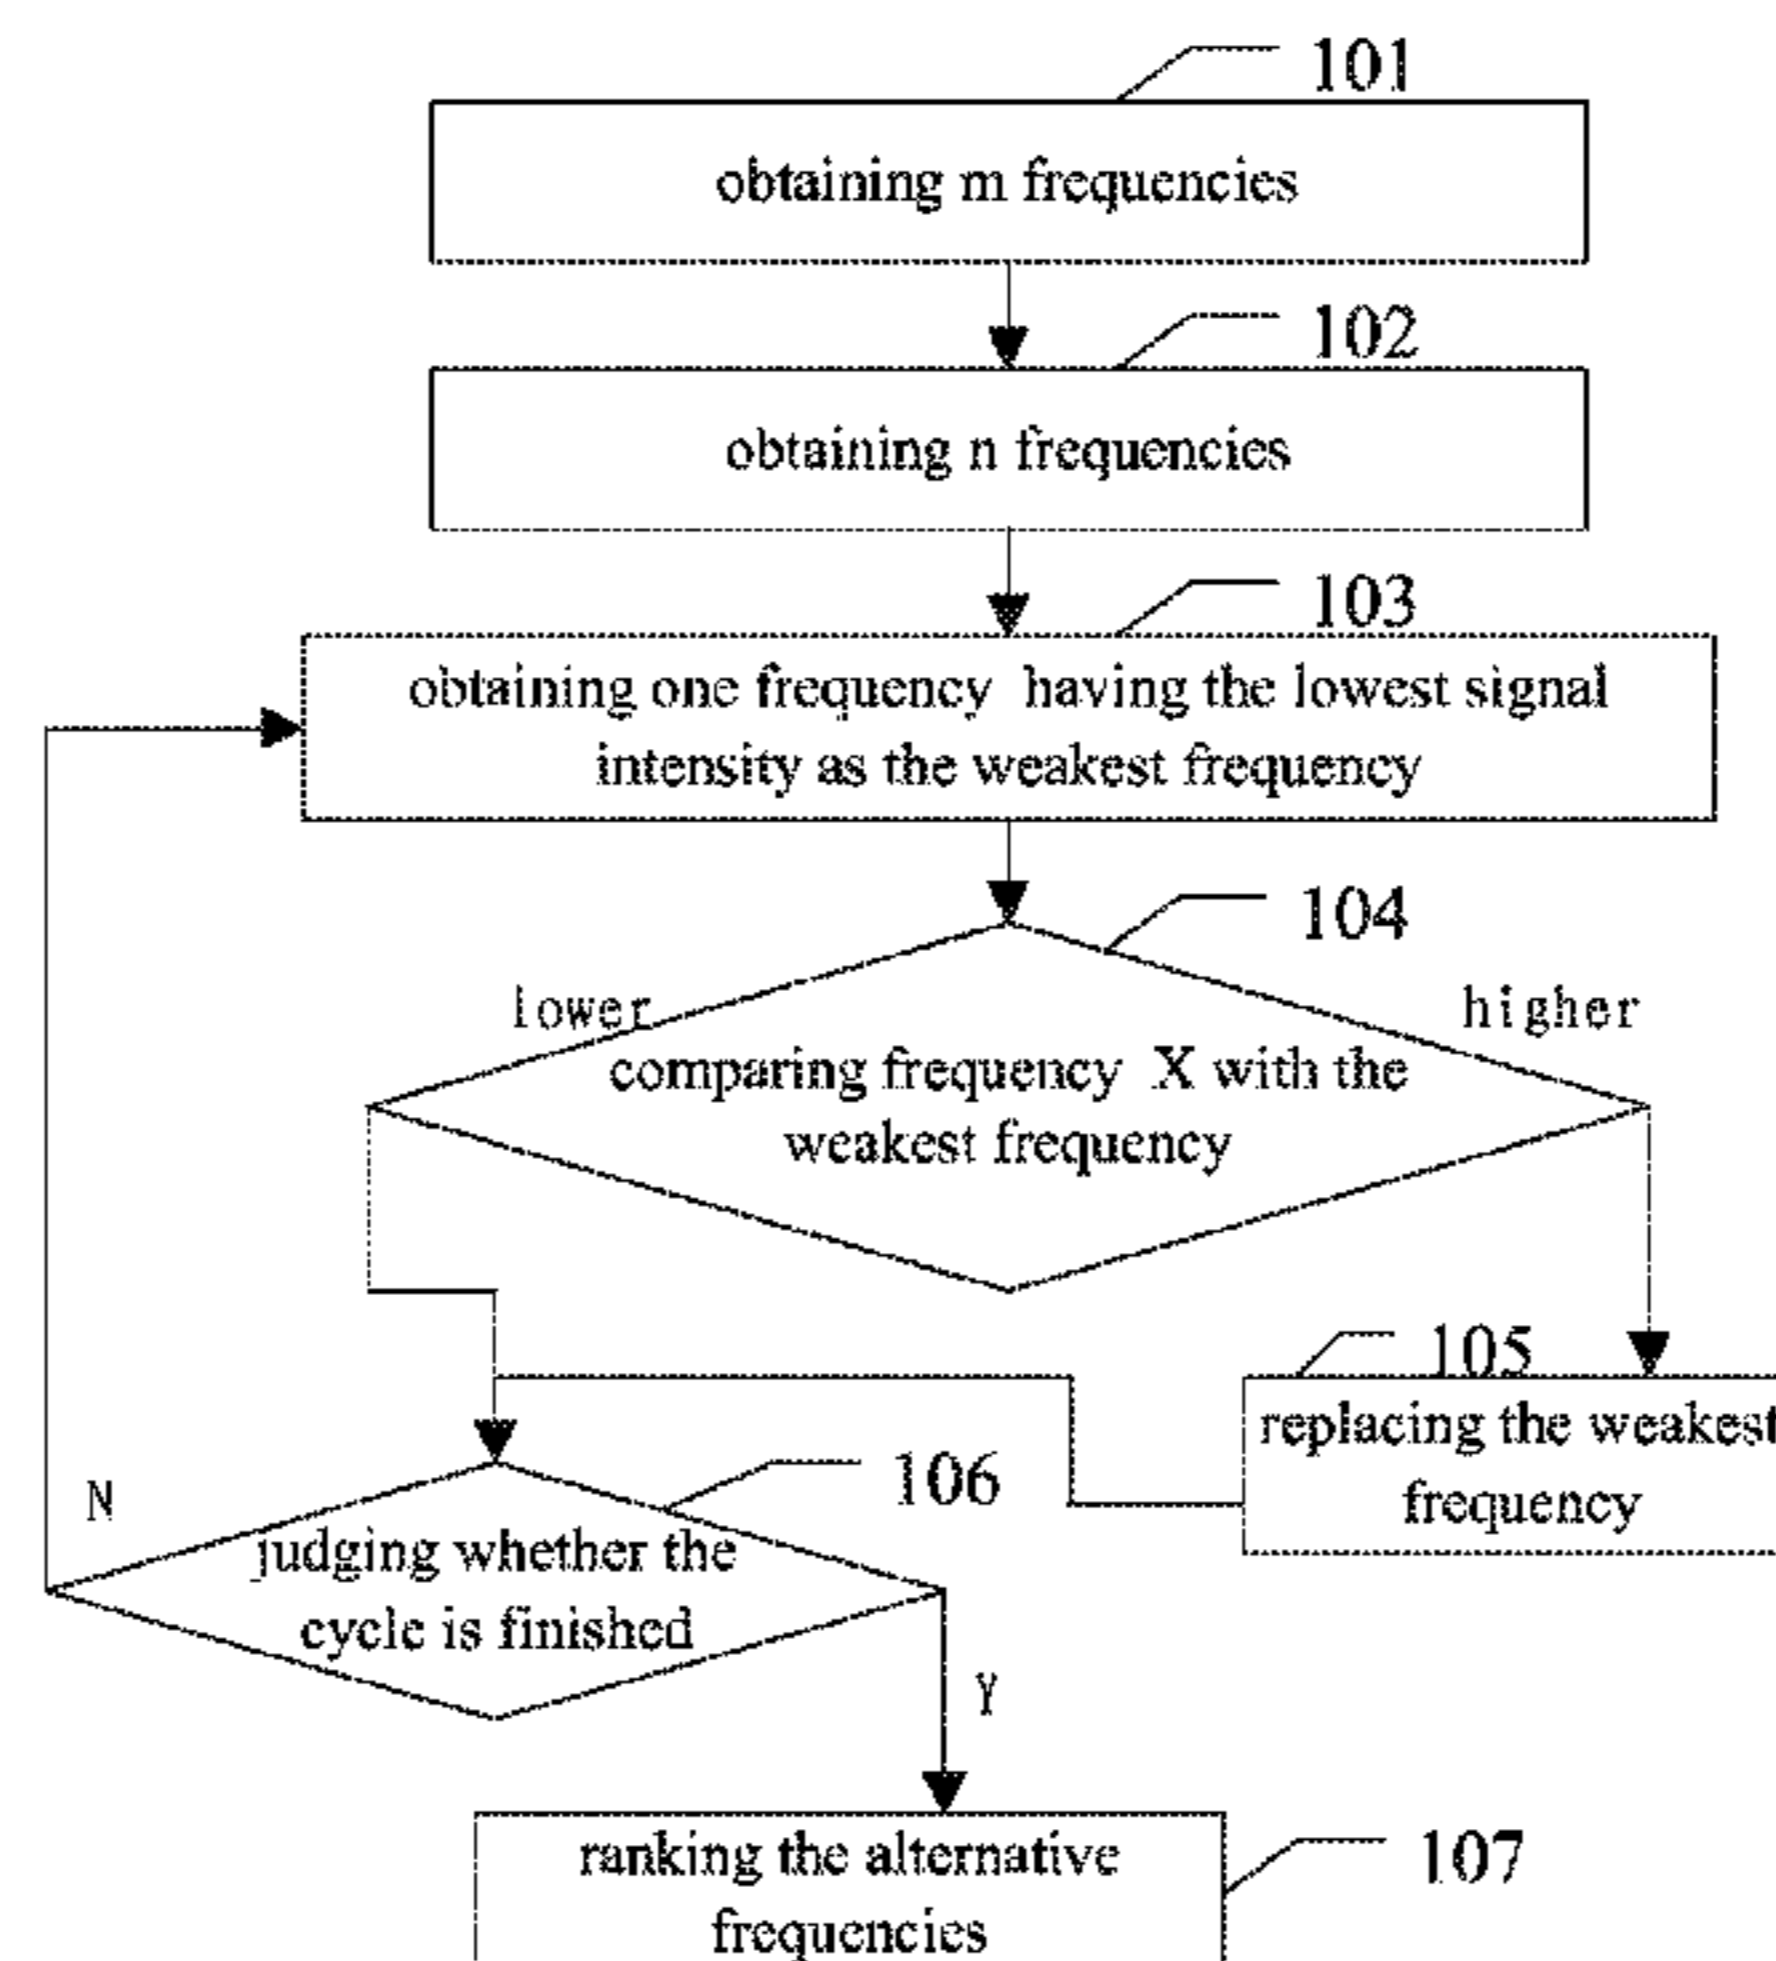 101
obtaining m frequencies
102
obtaining n frequencies
103
obtaining one frequency having the lowest signal
intensity as the weakest frequency
104
lower
higher
comparing frequency X with the
weakest frequency
105
replacing the weakest
frequency
106
N
judging whether the
cycle is finished
Y
ranking the alternative
frequencies
107